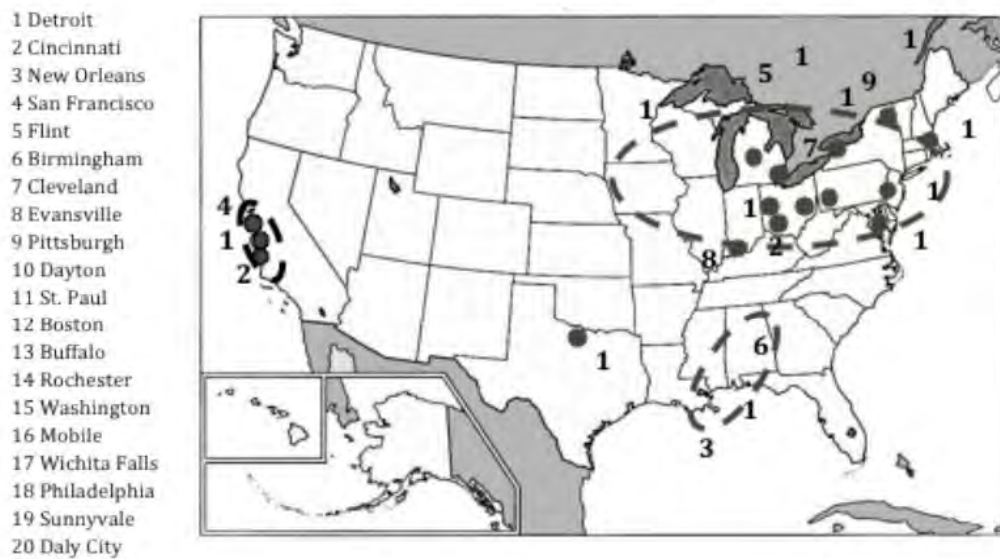 1 Detroit
2 Cincinnati
3 New Orleans
4 San Francisco
5 Flint
6 Birmingham
7 Cleveland
8 Evansville
9 Pittsburgh
10 Dayton
11 St. Paul
12 Boston
13 Buffalo
14 Rochester
15 Washington
16 Mobile
17 Wichita Falls
18 Philadelphia
19 Sunnyvale
20 Daly City
1
1
5
9
1
1
1
7
1
4
1
1
1
2
8
2
6
1
1
3